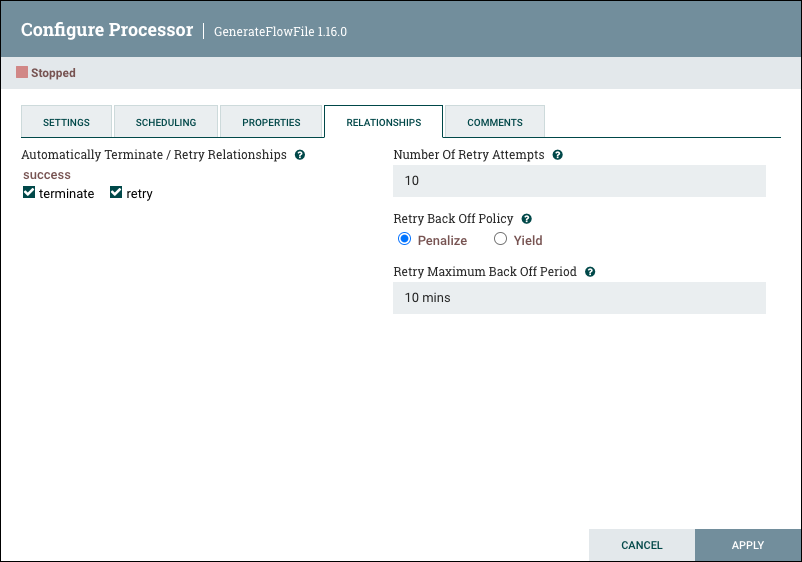 Configure Processor | GenerateFlowFile 1.16.0
Stopped
SETTINGS
SCHEDULING
PROPERTIES
RELATIONSHIPS
COMMENTS
Automatically Terminate / Retry Relationships ?
success
terminate retry
Number Of Retry Attempts ?
10
Retry Back Off Policy ?
Penalize Yield
Retry Maximum Back Off Period ?
10 mins
CANCEL
APPLY